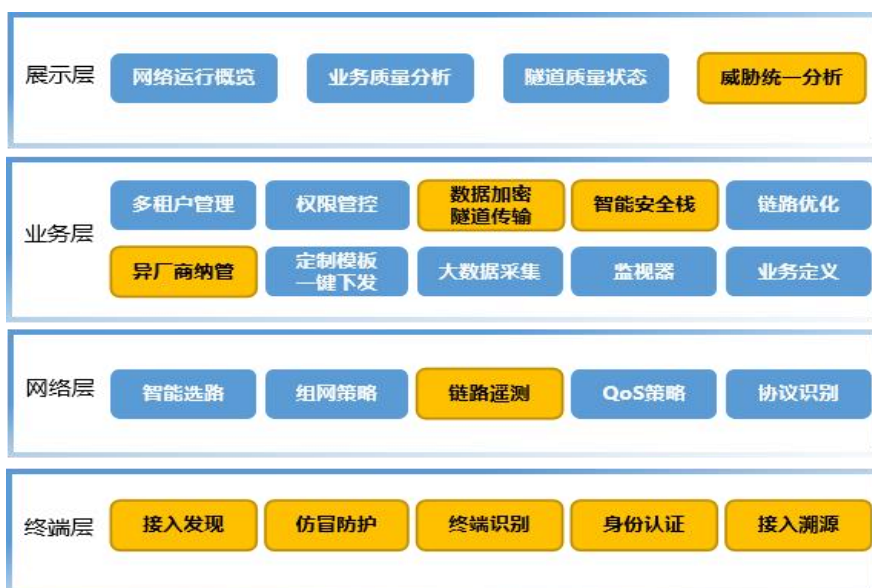 展示层
网络运行概览
业务质量分析
隧道质量状态
威胁统一分析
业务层
多租户管理
权限管控
数据加密
隧道传输
智能安全栈
链路优化
异厂商纳管
定制模板
一键下发
大数据采集
监视器
业务定义
网络层
智能选路
组网策略
链路遥测
QoS策略
协议识别
终端层
接入发现
仿冒防护
终端识别
身份认证
接入溯源